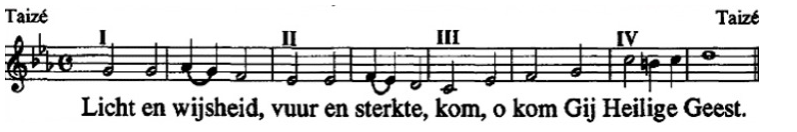 Taizé Taizé
I II III IV
Licht en wijsheid, vuur en sterkte, kom, o kom Gij Heilige Geest.